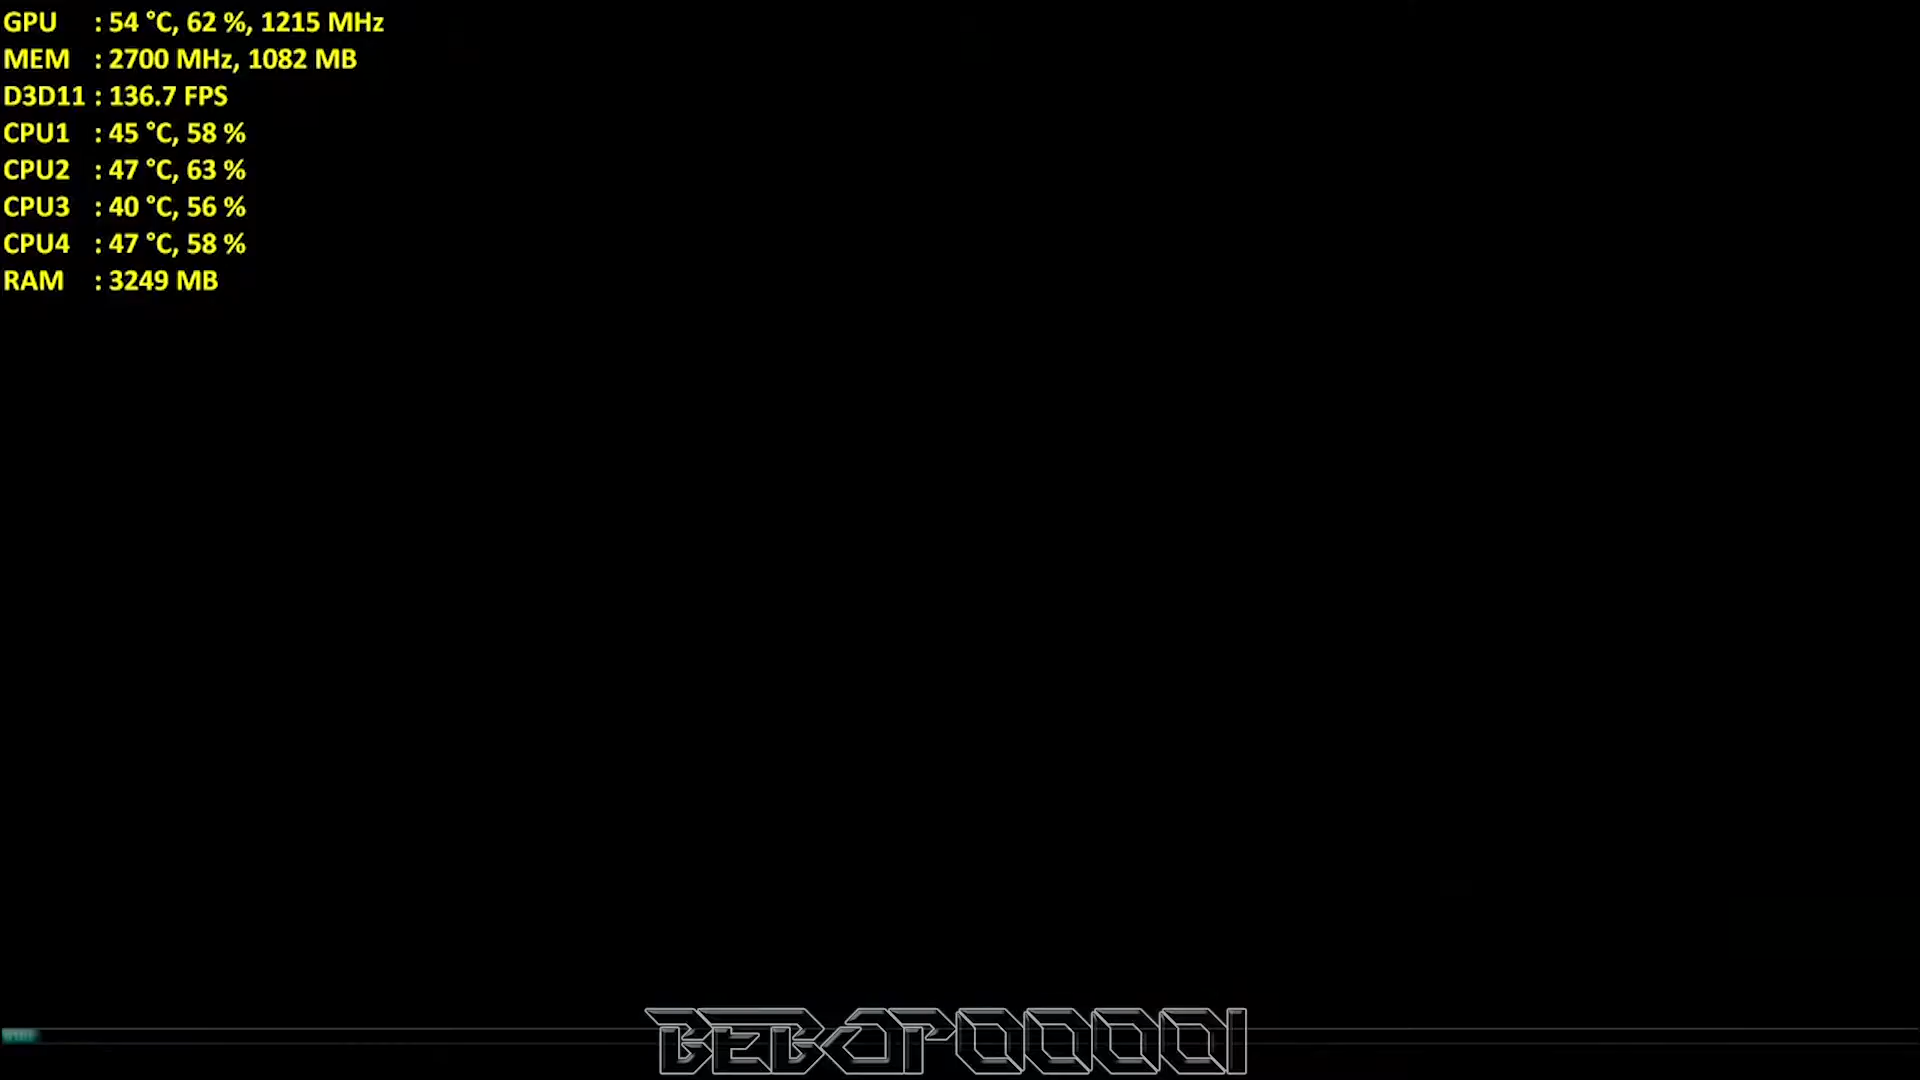 GPU : 54 °C, 62 %, 1215 MHz
MEM : 2700 MHz, 1082 MB
D3D11 : 136.7 FPS
CPU1 : 45 °C, 58 %
CPU2 : 47 °C, 63 %
CPU3 : 40 °C, 56 %
CPU4 : 47 °C, 58 %
RAM : 3249 MB
BEBOP00001